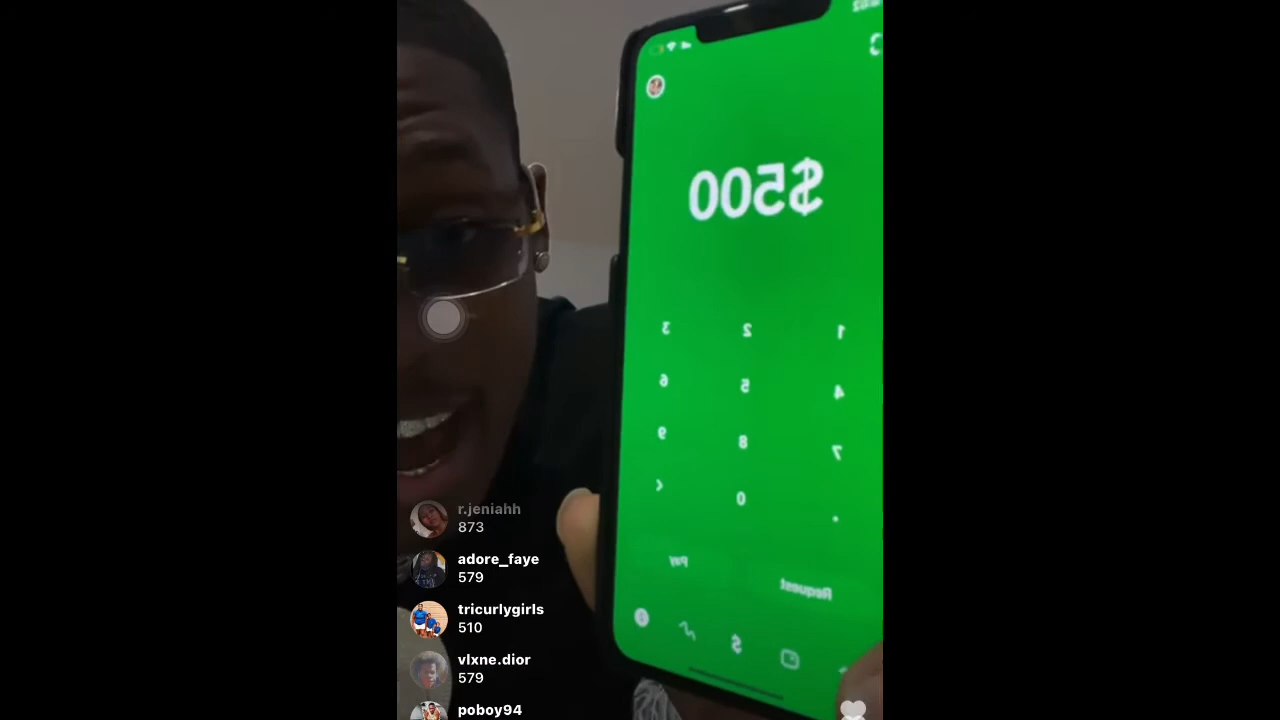 $500
1 2 3
4 5 6
7 8 9
. 0 <
Request Pay
$
r.jeniahh
873
adore_faye
579
tricurlygirls
510
vlxne.dior
579
poboy94